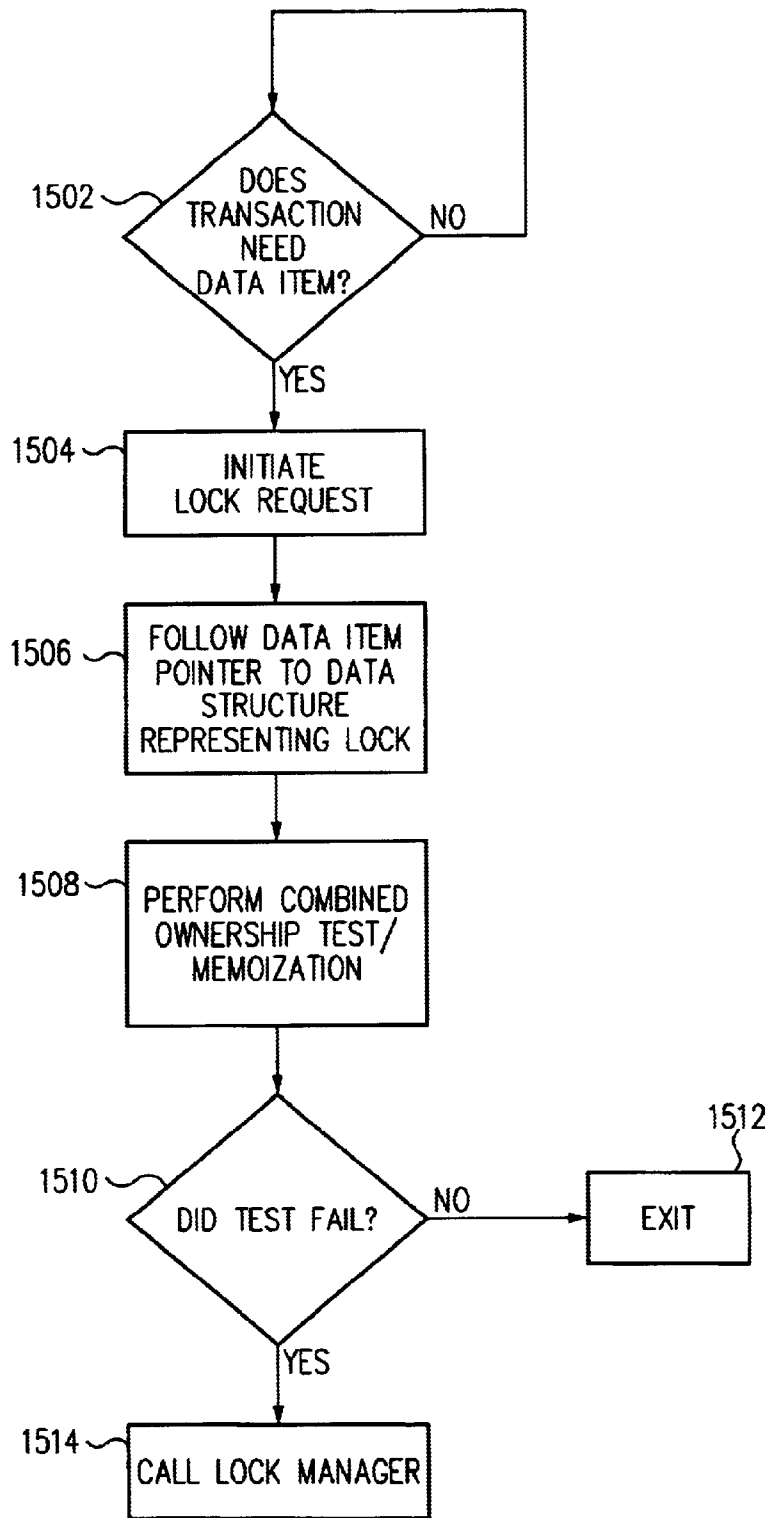 1502
DOES
TRANSACTION
NEED
DATA ITEM?
NO
YES
1504
INITIATE
LOCK REQUEST
1506
FOLLOW DATA ITEM
POINTER TO DATA
STRUCTURE
REPRESENTING LOCK
1508
PERFORM COMBINED
OWNERSHIP TEST/
MEMOIZATION
1510
DID TEST FAIL?
NO
1512
EXIT
YES
1514
CALL LOCK MANAGER